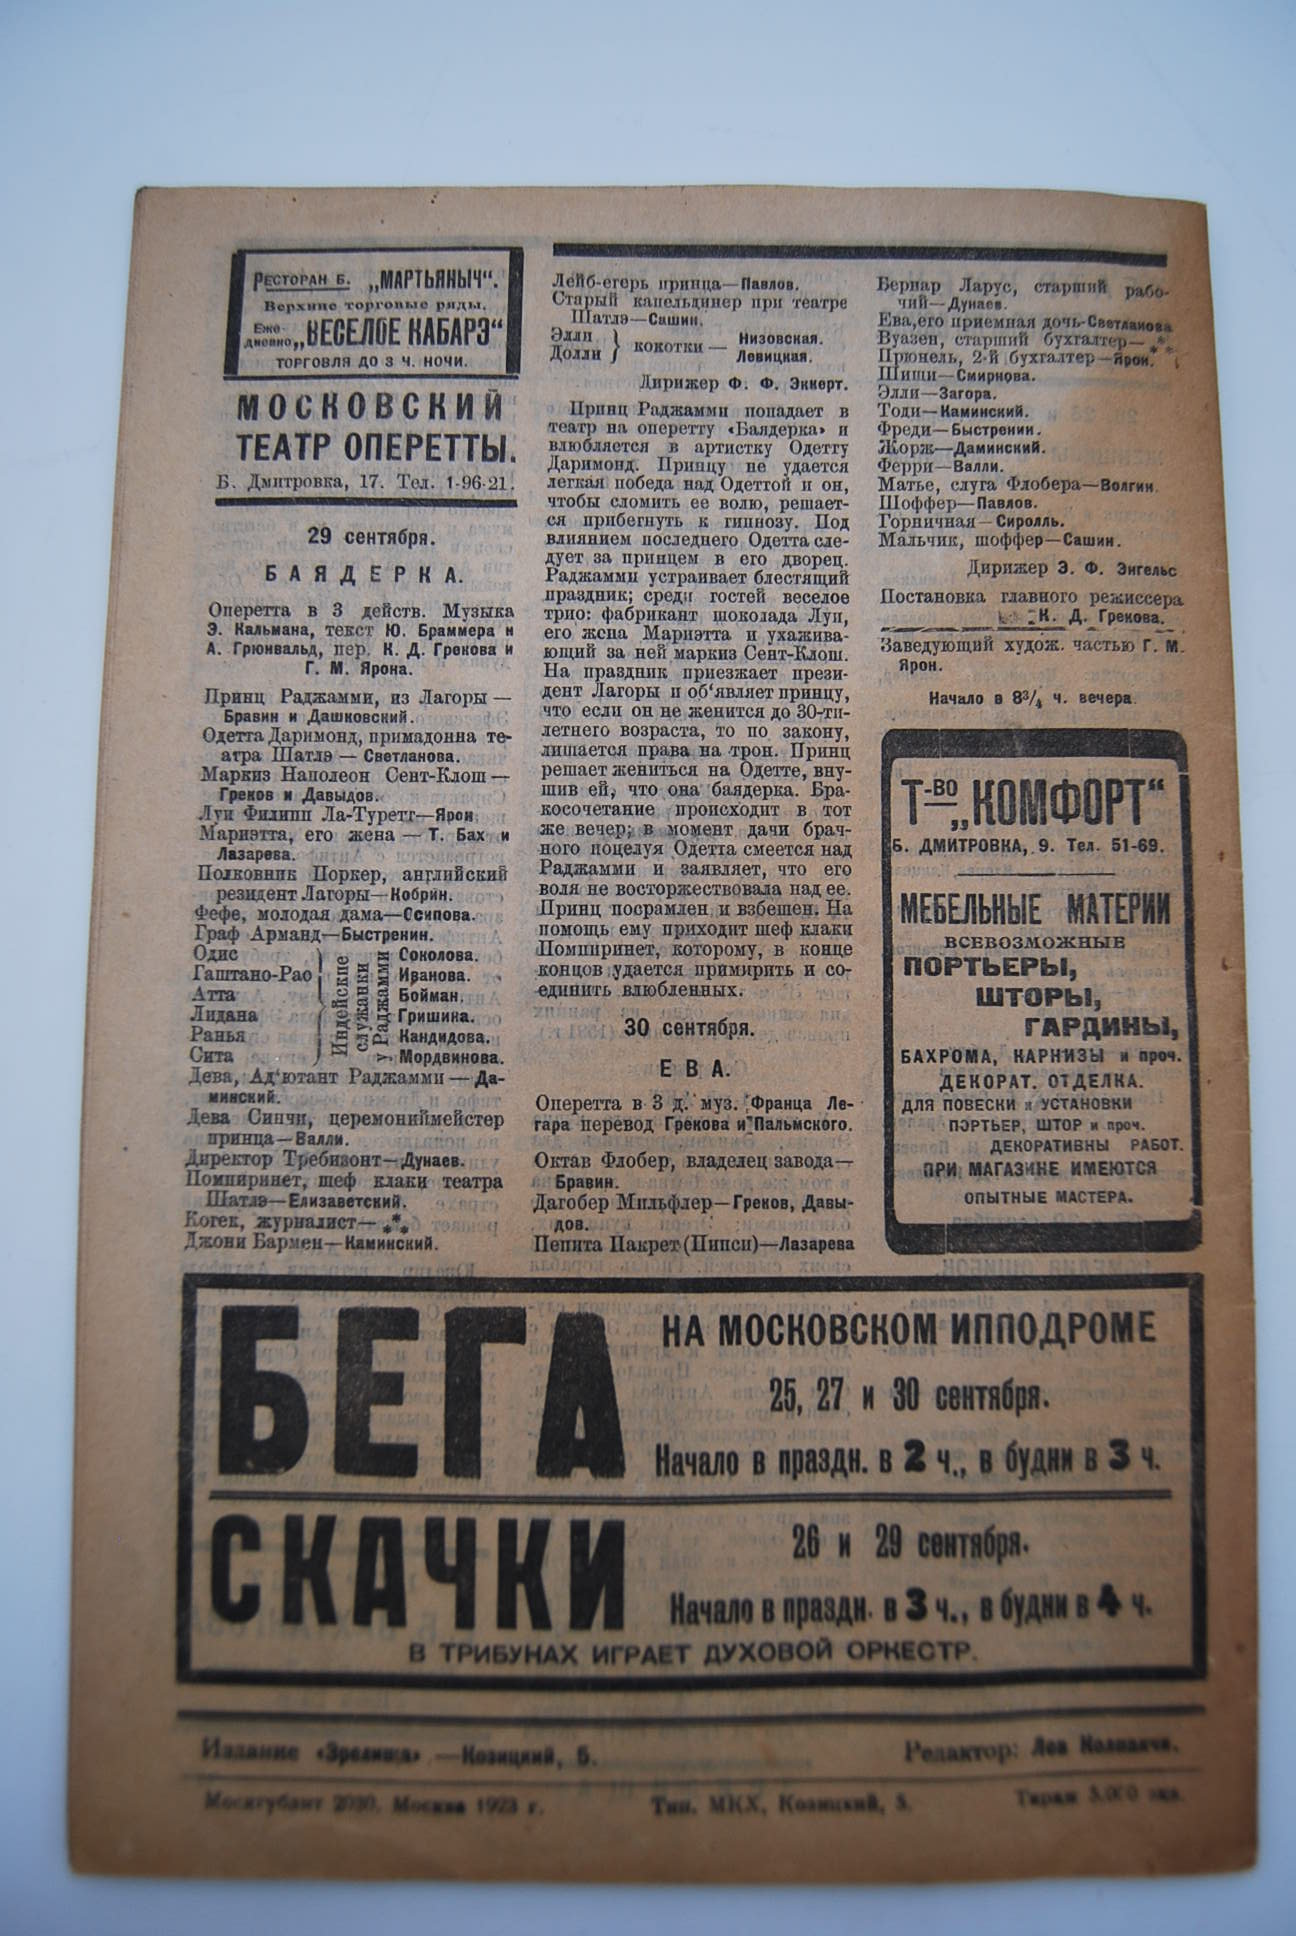 Ресторан Б. „МАРТЬЯНЫЧ“.
Верхние торговые ряды.
Еже-
дневно „ВЕСЕЛОЕ КАБАРЭ“
ТОРГОВЛЯ ДО 3 Ч. НОЧИ.
МОСКОВСКИЙ
ТЕАТР ОПЕРЕТТЫ.
Б. Дмитровка, 17. Тел. 1-96-21.
29 сентября.
БАЯДЕРКА.
Оперетта в 3 действ. Музыка
Э. Кальмана, текст Ю. Браммера и
А. Грюнвальд, пер. К. Д. Грекова и
Г. М. Ярона.
Принц Раджамми, из Лагоры —
Бравин и Дашковский.
Одетта Даримонд, примадонна те-
атра Шатлэ — Светланова.
Маркиз Наполеон Сент-Клош —
Греков и Давыдов.
Луи Филипп Ла-Туретт—Ярон
Мариэтта, его жена — Т. Бах и
Лазарева.
Полковник Поркер, английский
резидент Лагоры—Кобрин.
Фефе, молодая дама—Осипова.
Граф Арманд—Быстренин.
Одис
Гаштано-Рао
Атта
Лидана
Ранья
Сита
Индейские
служанки
у Раджамми
Соколова.
Иванова.
Бойман.
Гришина.
Кандидова.
Мордвинова.
Дева, Ад‘ютант Раджамми — Да-
минский.
Дева Синчи, церемониймейстер
принца—Валли.
Директор Требизонт—Дунаев.
Помпиринет, шеф клаки театра
Шатлэ—Елизаветский.
Когек, журналист— ***
Джони Бармен—Каминский.
Лейб-егерь принца—Павлов.
Старый капельдинер при театре
Шатлэ—Сашин.
Элли
Долли } кокотки — Низовская.
Левицкая.
Дирижер Ф. Ф. Эккерт.
Принц Раджамми попадает в
театр на оперетту «Баядерка» и
влюбляется в артистку Одетту
Даримонд. Принцу не удается
легкая победа над Одеттой и он,
чтобы сломить ее волю, решает-
ся прибегнуть к гипнозу. Под
влиянием последнего Одетта сле-
дует за принцем в его дворец.
Раджамми устраивает блестящий
праздник; среди гостей веселое
трио: фабрикант шоколада Луи,
его жена Мариэтта и ухажива-
ющий за ней маркиз Сент-Клош.
На праздник приезжает прези-
дент Лагоры и об‘являет принцу,
что если он не женится до 30-ти-
летнего возраста, то по закону,
лишается права на трон. Принц
решает жениться на Одетте, вну-
шив ей, что она баядерка. Бра-
косочетание происходит в тот
же вечер; в момент дачи брач-
ного поцелуя Одетта смеется над
Раджамми и заявляет, что его
воля не восторжествовала над ее.
Принц посрамлен и взбешен. На
помощь ему приходит шеф клаки
Помпиринет, которому, в конце
концов удается примирить и со-
единить влюбленных.
30 сентября.
ЕВА.
Оперетта в 3 д. муз. Франца Ле-
гара перевод Грекова и Пальмского.
Октав Флобер, владелец завода—
Бравин.
Дагобер Мильфлер—Греков, Давы-
дов.
Пепита Пакрет (Пипси)—Лазарева
Бернар Ларус, старший рабо-
чий—Дунаев.
Ева, его приемная дочь-Светланова
Вуазен, старший бухгалтер— ***
Прюнель, 2-й бухгалтер—Ярон.
Шиши—Смирнова.
Элли—Загора.
Тоди—Каминский.
Фреди—Быстренин.
Жорж—Даминский.
Ферри—Валли.
Матье, слуга Флобера—Волгин
Шоффер—Павлов.
Горничная—Сиролль.
Мальчик, шоффер—Сашин.
Дирижер Э. Ф. Энгельс
Постановка главного режиссера
К. Д. Грекова.
Заведующий худож. частью Г. М.
Ярон.
Начало в 8¾ ч. вечера.
Т-во „КОМФОРТ“
Б. ДМИТРОВКА, 9. Тел. 51-69.
МЕБЕЛЬНЫЕ МАТЕРИИ
ВСЕВОЗМОЖНЫЕ
ПОРТЬЕРЫ,
ШТОРЫ,
ГАРДИНЫ,
БАХРОМА, КАРНИЗЫ и проч.
ДЕКОРАТ. ОТДЕЛКА.
ДЛЯ ПОВЕСКИ и УСТАНОВКИ
ПОРТЬЕР, ШТОР и проч.
ДЕКОРАТИВНЫ РАБОТ.
ПРИ МАГАЗИНЕ ИМЕЮТСЯ
ОПЫТНЫЕ МАСТЕРА.
БЕГА
НА МОСКОВСКОМ ИППОДРОМЕ
25, 27 и 30 сентября.
Начало в праздн. в 2 ч., в будни в 3 ч.
СКАЧКИ
26 и 29 сентября.
Начало в праздн. в 3 ч., в будни в 4 ч.
В ТРИБУНАХ ИГРАЕТ ДУХОВОЙ ОРКЕСТР.
Издание «Зрелища» —Козицкий, 5.
Редактор: Лев Колпакчи.
Мосгублит 2030. Москва 1923 г.
Тип. МКХ, Козицкий, 5.
Тираж 5.000 экз.